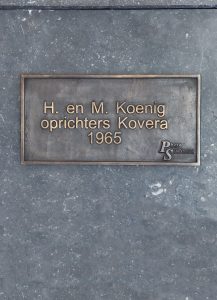 H. en M. Koenig
oprichters Kovera
1965